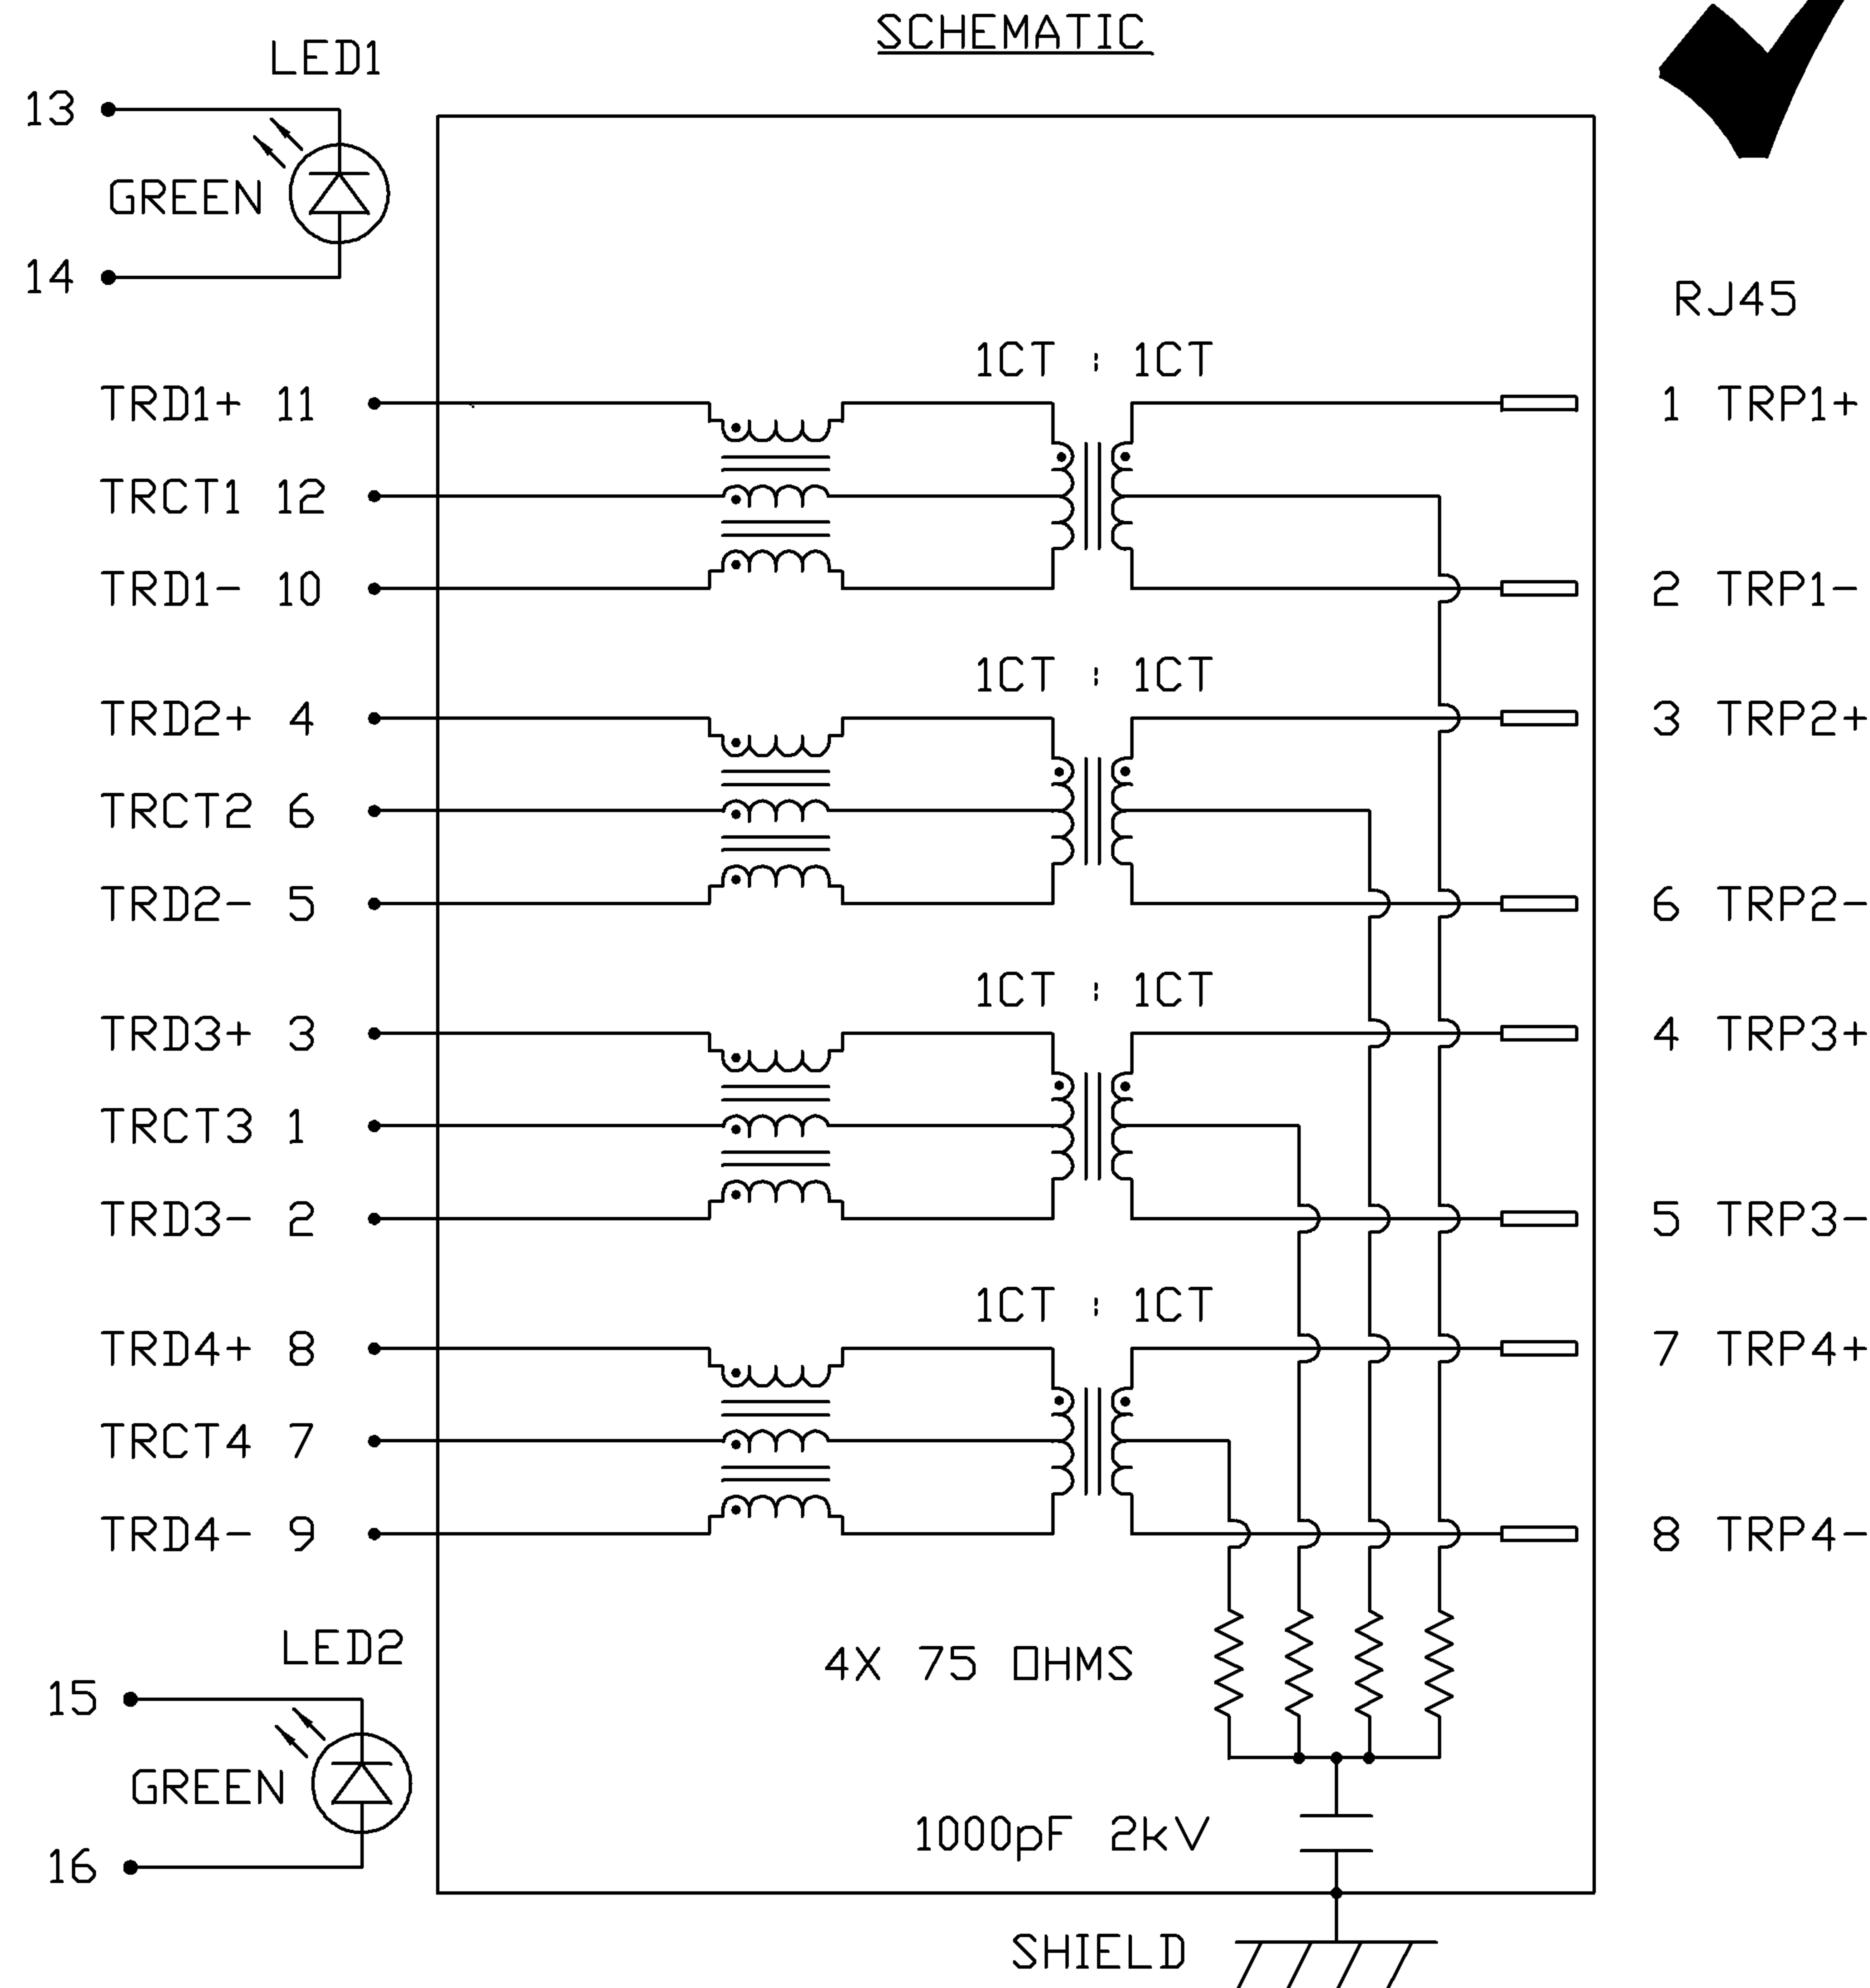 SCHEMATIC
LED1
13
GREEN
14
RJ45
1CT : 1CT
TRD1+ 11
1 TRP1+
TRCT1 12
TRD1- 10
2 TRP1-
1CT : 1CT
TRD2+ 4
3 TRP2+
TRCT2 6
TRD2- 5
6 TRP2-
1CT : 1CT
TRD3+ 3
4 TRP3+
TRCT3 1
TRD3- 2
5 TRP3-
1CT : 1CT
TRD4+ 8
7 TRP4+
TRCT4 7
TRD4- 9
8 TRP4-
LED2
4X 75 OHMS
15
GREEN
1000pF 2kV
16
SHIELD